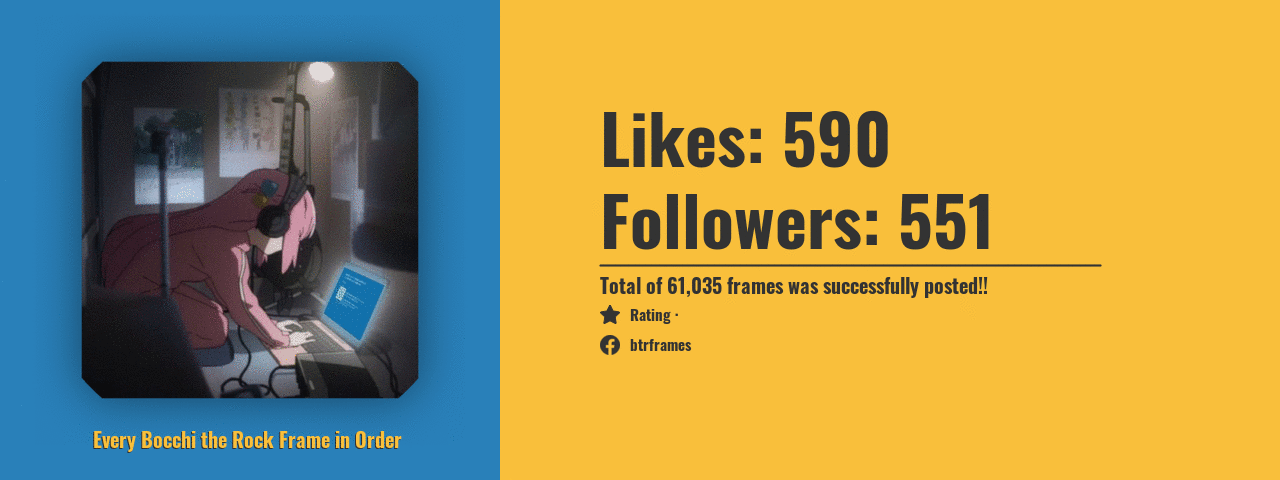 Likes: 590
Followers: 551
Total of 61,035 frames was successfully posted!!
Rating ·
btrframes
Every Bocchi the Rock Frame in Order